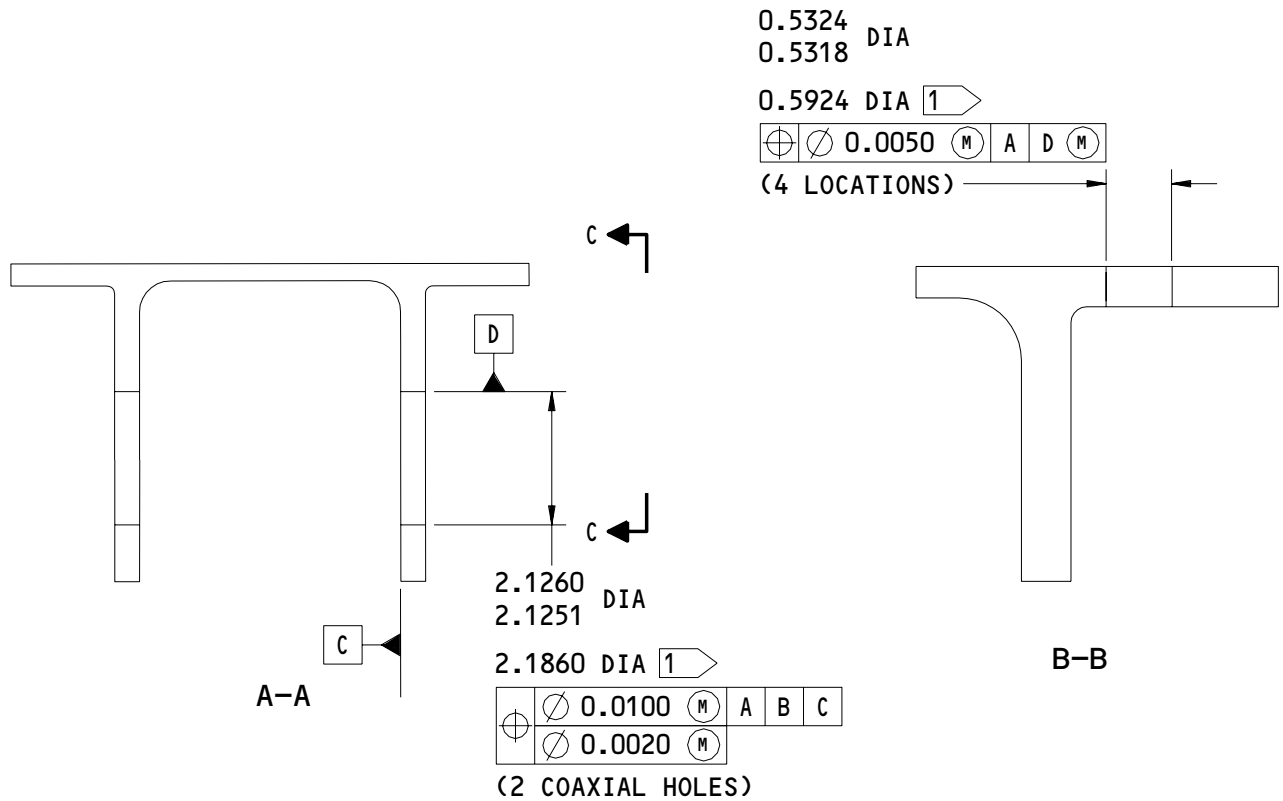 0.5324
0.5318 DIA
0.5924 DIA 1
⌖ ⌀ 0.0050 Ⓜ A D Ⓜ
(4 LOCATIONS)
C
D
C
2.1260
2.1251 DIA
C
2.1860 DIA 1
B-B
A-A
⌖ ⌀ 0.0100 Ⓜ A B C
⌀ 0.0020 Ⓜ
(2 COAXIAL HOLES)